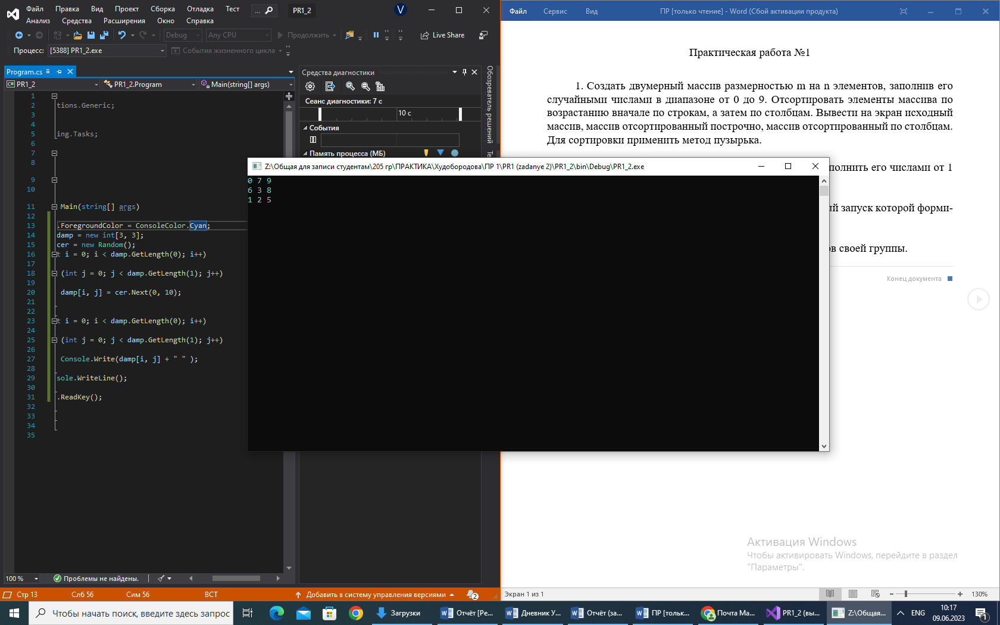 Файл Правка Вид Проект Сборка Отладка Тест ... PR1_2
Анализ Средства Расширения Окно Справка
Debug Any CPU Продолжить Live Share
Процесс: [5388] PR1_2.exe События жизненного цикла
Program.cs
PR1_2 PR1_2.Program Main(string[] args)
1
2 tions.Generic;
3
4
5 ing.Tasks;
6
7
8
9
10
11 Main(string[] args)
12
13 .ForegroundColor = ConsoleColor.Cyan;
14 damp = new int[3, 3];
15 cer = new Random();
16 t i = 0; i < damp.GetLength(0); i++)
17
18 (int j = 0; j < damp.GetLength(1); j++)
19
20 damp[i, j] = cer.Next(0, 10);
21
22
23 t i = 0; i < damp.GetLength(0); i++)
24
25 (int j = 0; j < damp.GetLength(1); j++)
26
27 Console.Write(damp[i, j] + " " );
28
29 sole.WriteLine();
30
31 .ReadKey();
32
33
34
35
100 % Проблемы не найдены.
Стр 13 Слб 56 Сим 56 ВСТ Добавить в систему управления версиями 2
Средства диагностики
Сеанс диагностики: 7 с
10 с
События
Память процесса (МБ)
Обозреватель решений
Те
Z:\Общая для записи студентам\205 гр\ПРАКТИКА\Худобородова\ПР 1\PR1 (zadanye 2)\PR1_2\bin\Debug\PR1_2.exe
0 7 9
6 3 8
1 2 5
Файл Сервис Вид ПР [только чтение] - Word (Сбой активации продукта)
Практическая работа №1
1. Создать двумерный массив размерностью m на n элементов, заполнив его
случайными числами в диапазоне от 0 до 9. Отсортировать элементы массива по
возрастанию вначале по строкам, а затем по столбцам. Вывести на экран исходный
массив, массив отсортированный построчно, массив отсортированный по столбцам.
Для сортировки применить метод пузырька.
полнить его числами от 1
ый запуск которой форми-
ов своей группы.
Конец документа
Активация Windows
Чтобы активировать Windows, перейдите в раздел
"Параметры".
Экран 1 из 1 130%
Чтобы начать поиск, введите здесь запрос
Загрузки Отчёт [Ре... Дневник У... Отчёт (за... ПР [тольк... Почта Ма... PR1_2 (вы... Z:\Общая... ENG 10:17
09.06.2023 1